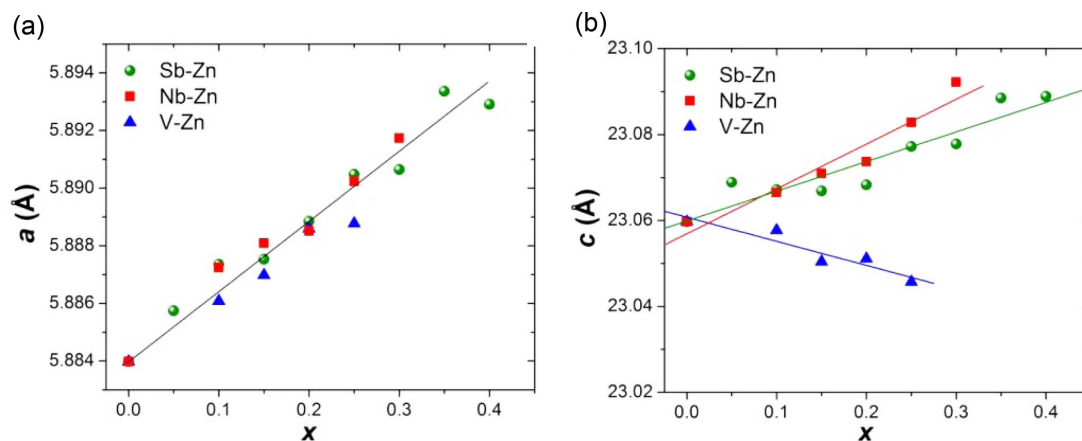 (a)
a (Å)
5.894
5.892
5.890
5.888
5.886
5.884
Sb-Zn
Nb-Zn
V-Zn
0.0 0.1 0.2 0.3 0.4
x
(b)
c (Å)
23.10
23.08
23.06
23.04
23.02
Sb-Zn
Nb-Zn
V-Zn
0.0 0.1 0.2 0.3 0.4
x